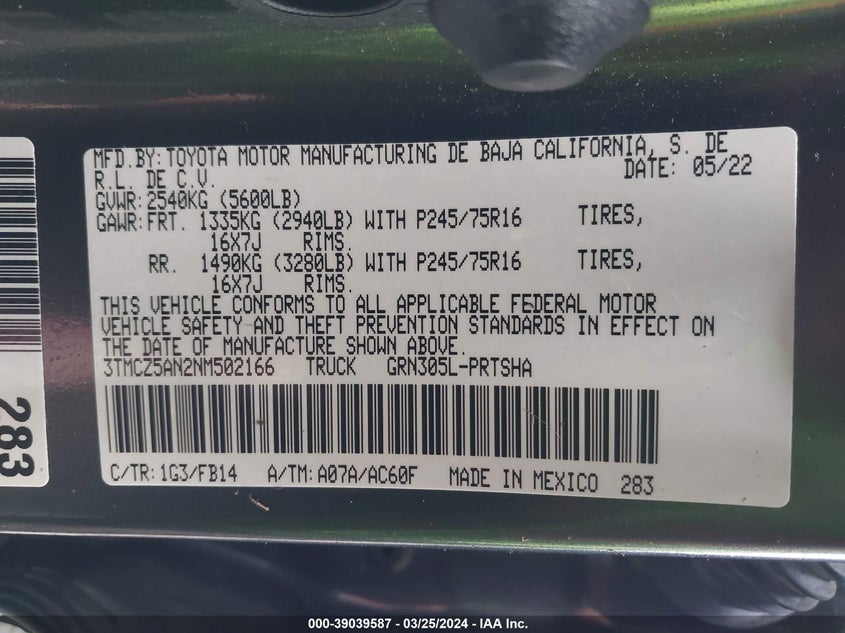 MFD.BY:TOYOTA MOTOR MANUFACTURING DE BAJA CALIFORNIA, S. DE
R.L. DE C.V. DATE: 05/22
GVWR:2540KG (5600LB)
GAWR:FRT. 1335KG (2940LB) WITH P245/75R16 TIRES,
16X7J RIMS.
RR. 1490KG (3280LB) WITH P245/75R16 TIRES,
16X7J RIMS.
THIS VEHICLE CONFORMS TO ALL APPLICABLE FEDERAL MOTOR
VEHICLE SAFETY AND THEFT PREVENTION STANDARDS IN EFFECT ON
THE DATE OF MANUFACTURE SHOWN ABOVE.
3TMCZ5AN2NM502166 TRUCK GRN305L-PRTSHA
C/TR:1G3/FB14 A/TM:A07A/AC60F MADE IN MEXICO 283
283
000-39039587 - 03/25/2024 - IAA Inc.